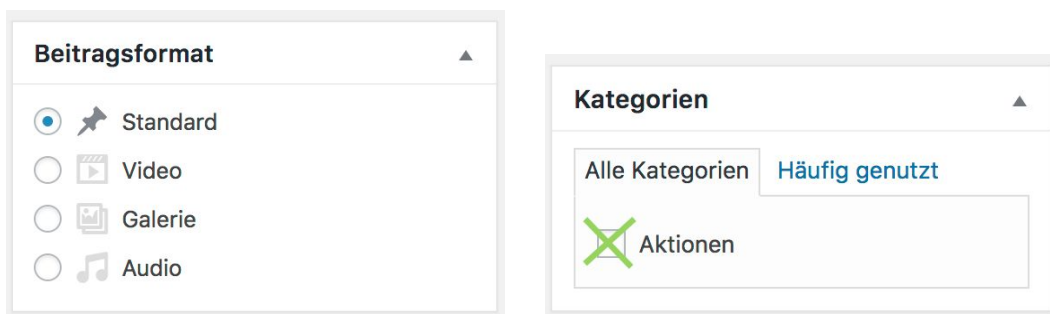 Beitragsformat
Standard
Video
Galerie
Audio
Kategorien
Alle Kategorien Häufig genutzt
Aktionen